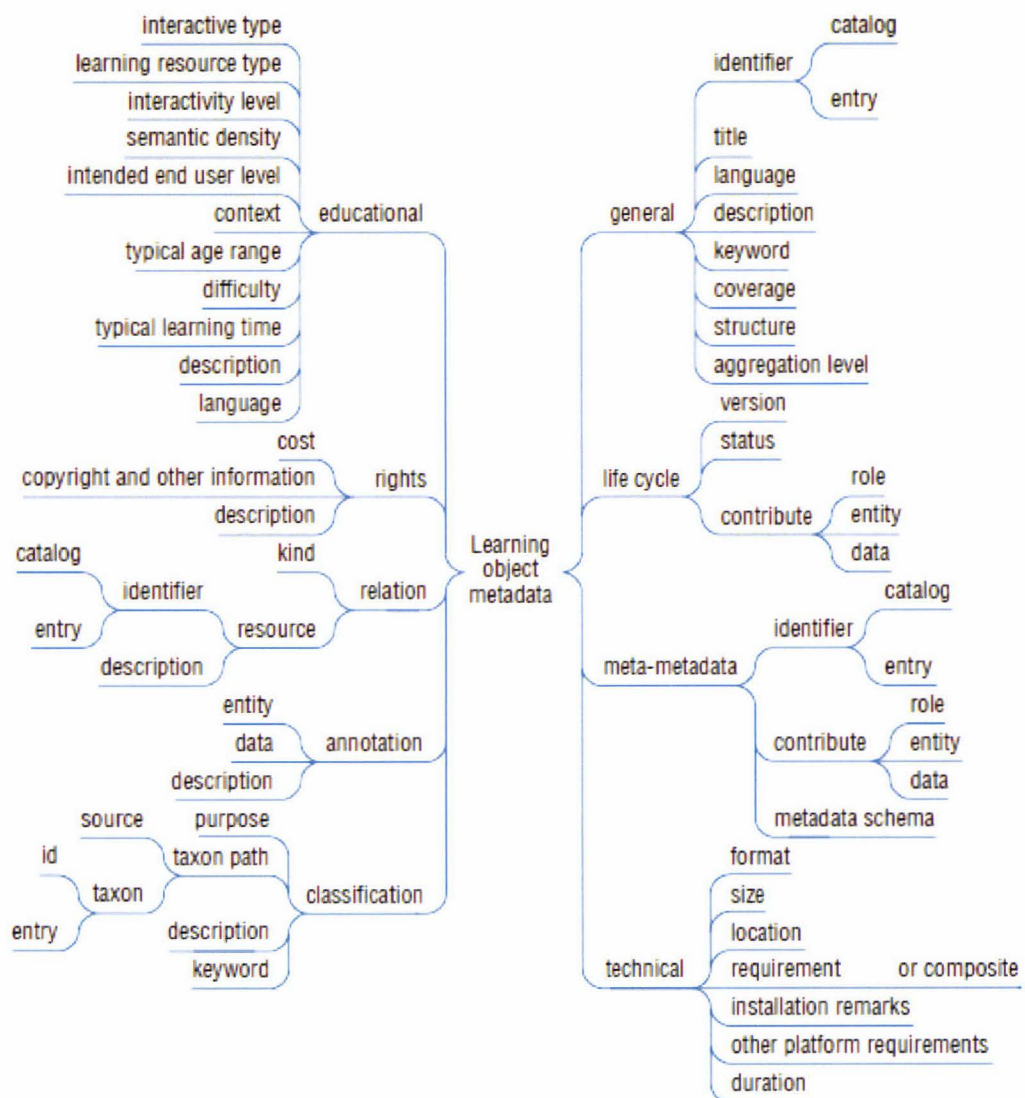 interactive type
learning resource type
interactivity level
semantic density
intended end user level
context
typical age range
difficulty
typical learning time
description
language
educational
cost
copyright and other information
description
rights
kind
catalog
identifier
entry
resource
description
relation
entity
data
description
annotation
purpose
source
taxon path
id
taxon
entry
description
keyword
classification
Learning
object
metadata
general
identifier
catalog
entry
title
language
description
keyword
coverage
structure
aggregation level
life cycle
version
status
contribute
role
entity
data
meta-metadata
identifier
catalog
entry
contribute
role
entity
data
metadata schema
technical
format
size
location
requirement or composite
installation remarks
other platform requirements
duration